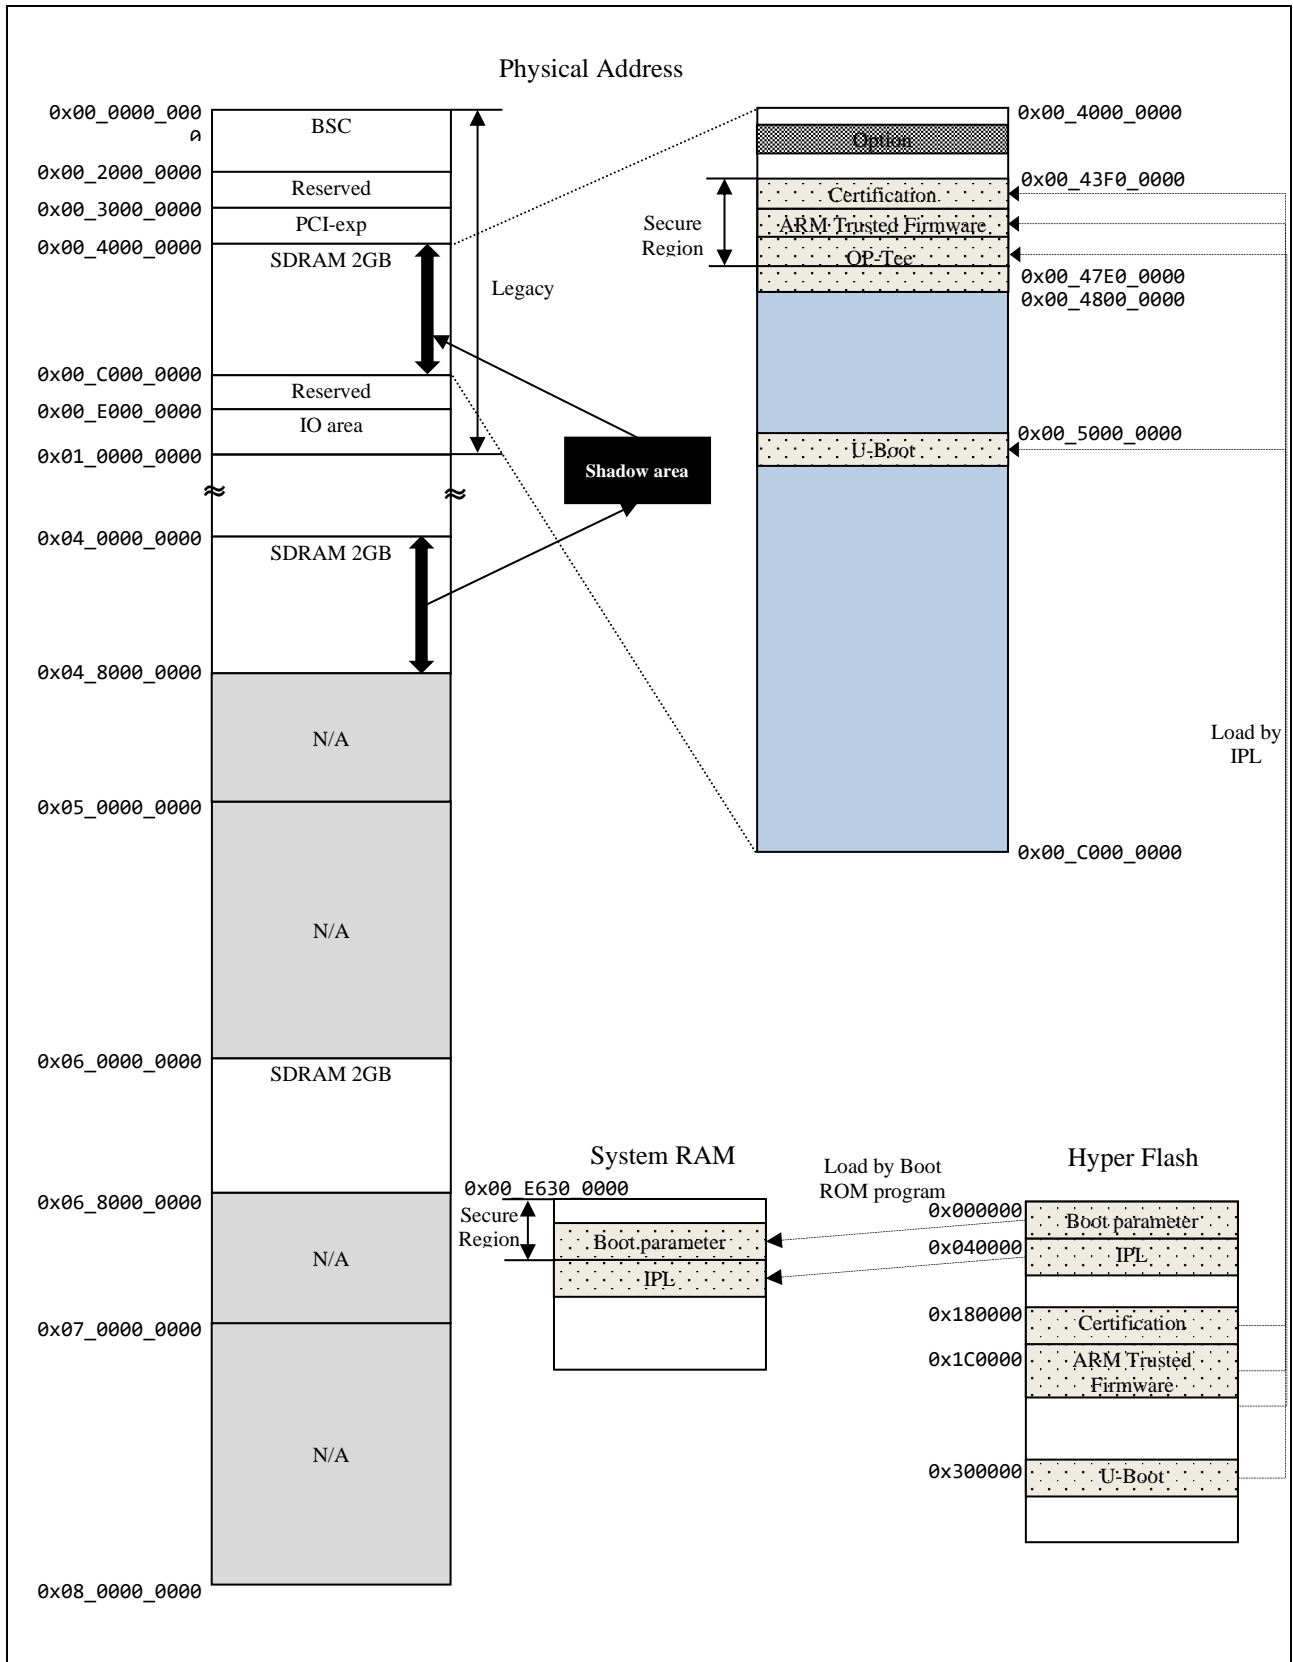 Physical Address
0x00_0000_000
0
BSC
0x00_2000_0000
Reserved
0x00_3000_0000
PCI-exp
0x00_4000_0000
SDRAM 2GB
Legacy
0x00_C000_0000
Reserved
0x00_E000_0000
IO area
0x01_0000_0000
0x04_0000_0000
SDRAM 2GB
0x04_8000_0000
N/A
0x05_0000_0000
N/A
0x06_0000_0000
SDRAM 2GB
0x06_8000_0000
N/A
0x07_0000_0000
N/A
0x08_0000_0000
Shadow area
0x00_4000_0000
Option
0x00_43F0_0000
Certification
Secure
Region
ARM Trusted Firmware
OP-Tee
0x00_47E0_0000
0x00_4800_0000
0x00_5000_0000
U-Boot
0x00_C000_0000
Load by
IPL
System RAM
0x00_E630_0000
Secure
Region
Boot parameter
IPL
Load by Boot
ROM program
Hyper Flash
0x000000
Boot parameter
0x040000
IPL
0x180000
Certification
0x1C0000
ARM Trusted
Firmware
0x300000
U-Boot